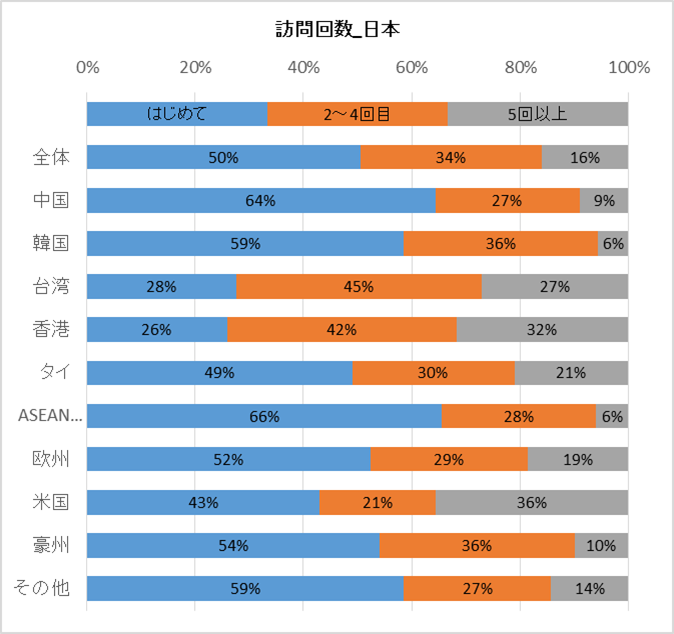 訪問回数_日本
0% 20% 40% 60% 80% 100%
はじめて 2～4回目 5回以上
全体 50% 34% 16%
中国 64% 27% 9%
韓国 59% 36% 6%
台湾 28% 45% 27%
香港 26% 42% 32%
タイ 49% 30% 21%
ASEAN... 66% 28% 6%
欧州 52% 29% 19%
米国 43% 21% 36%
豪州 54% 36% 10%
その他 59% 27% 14%